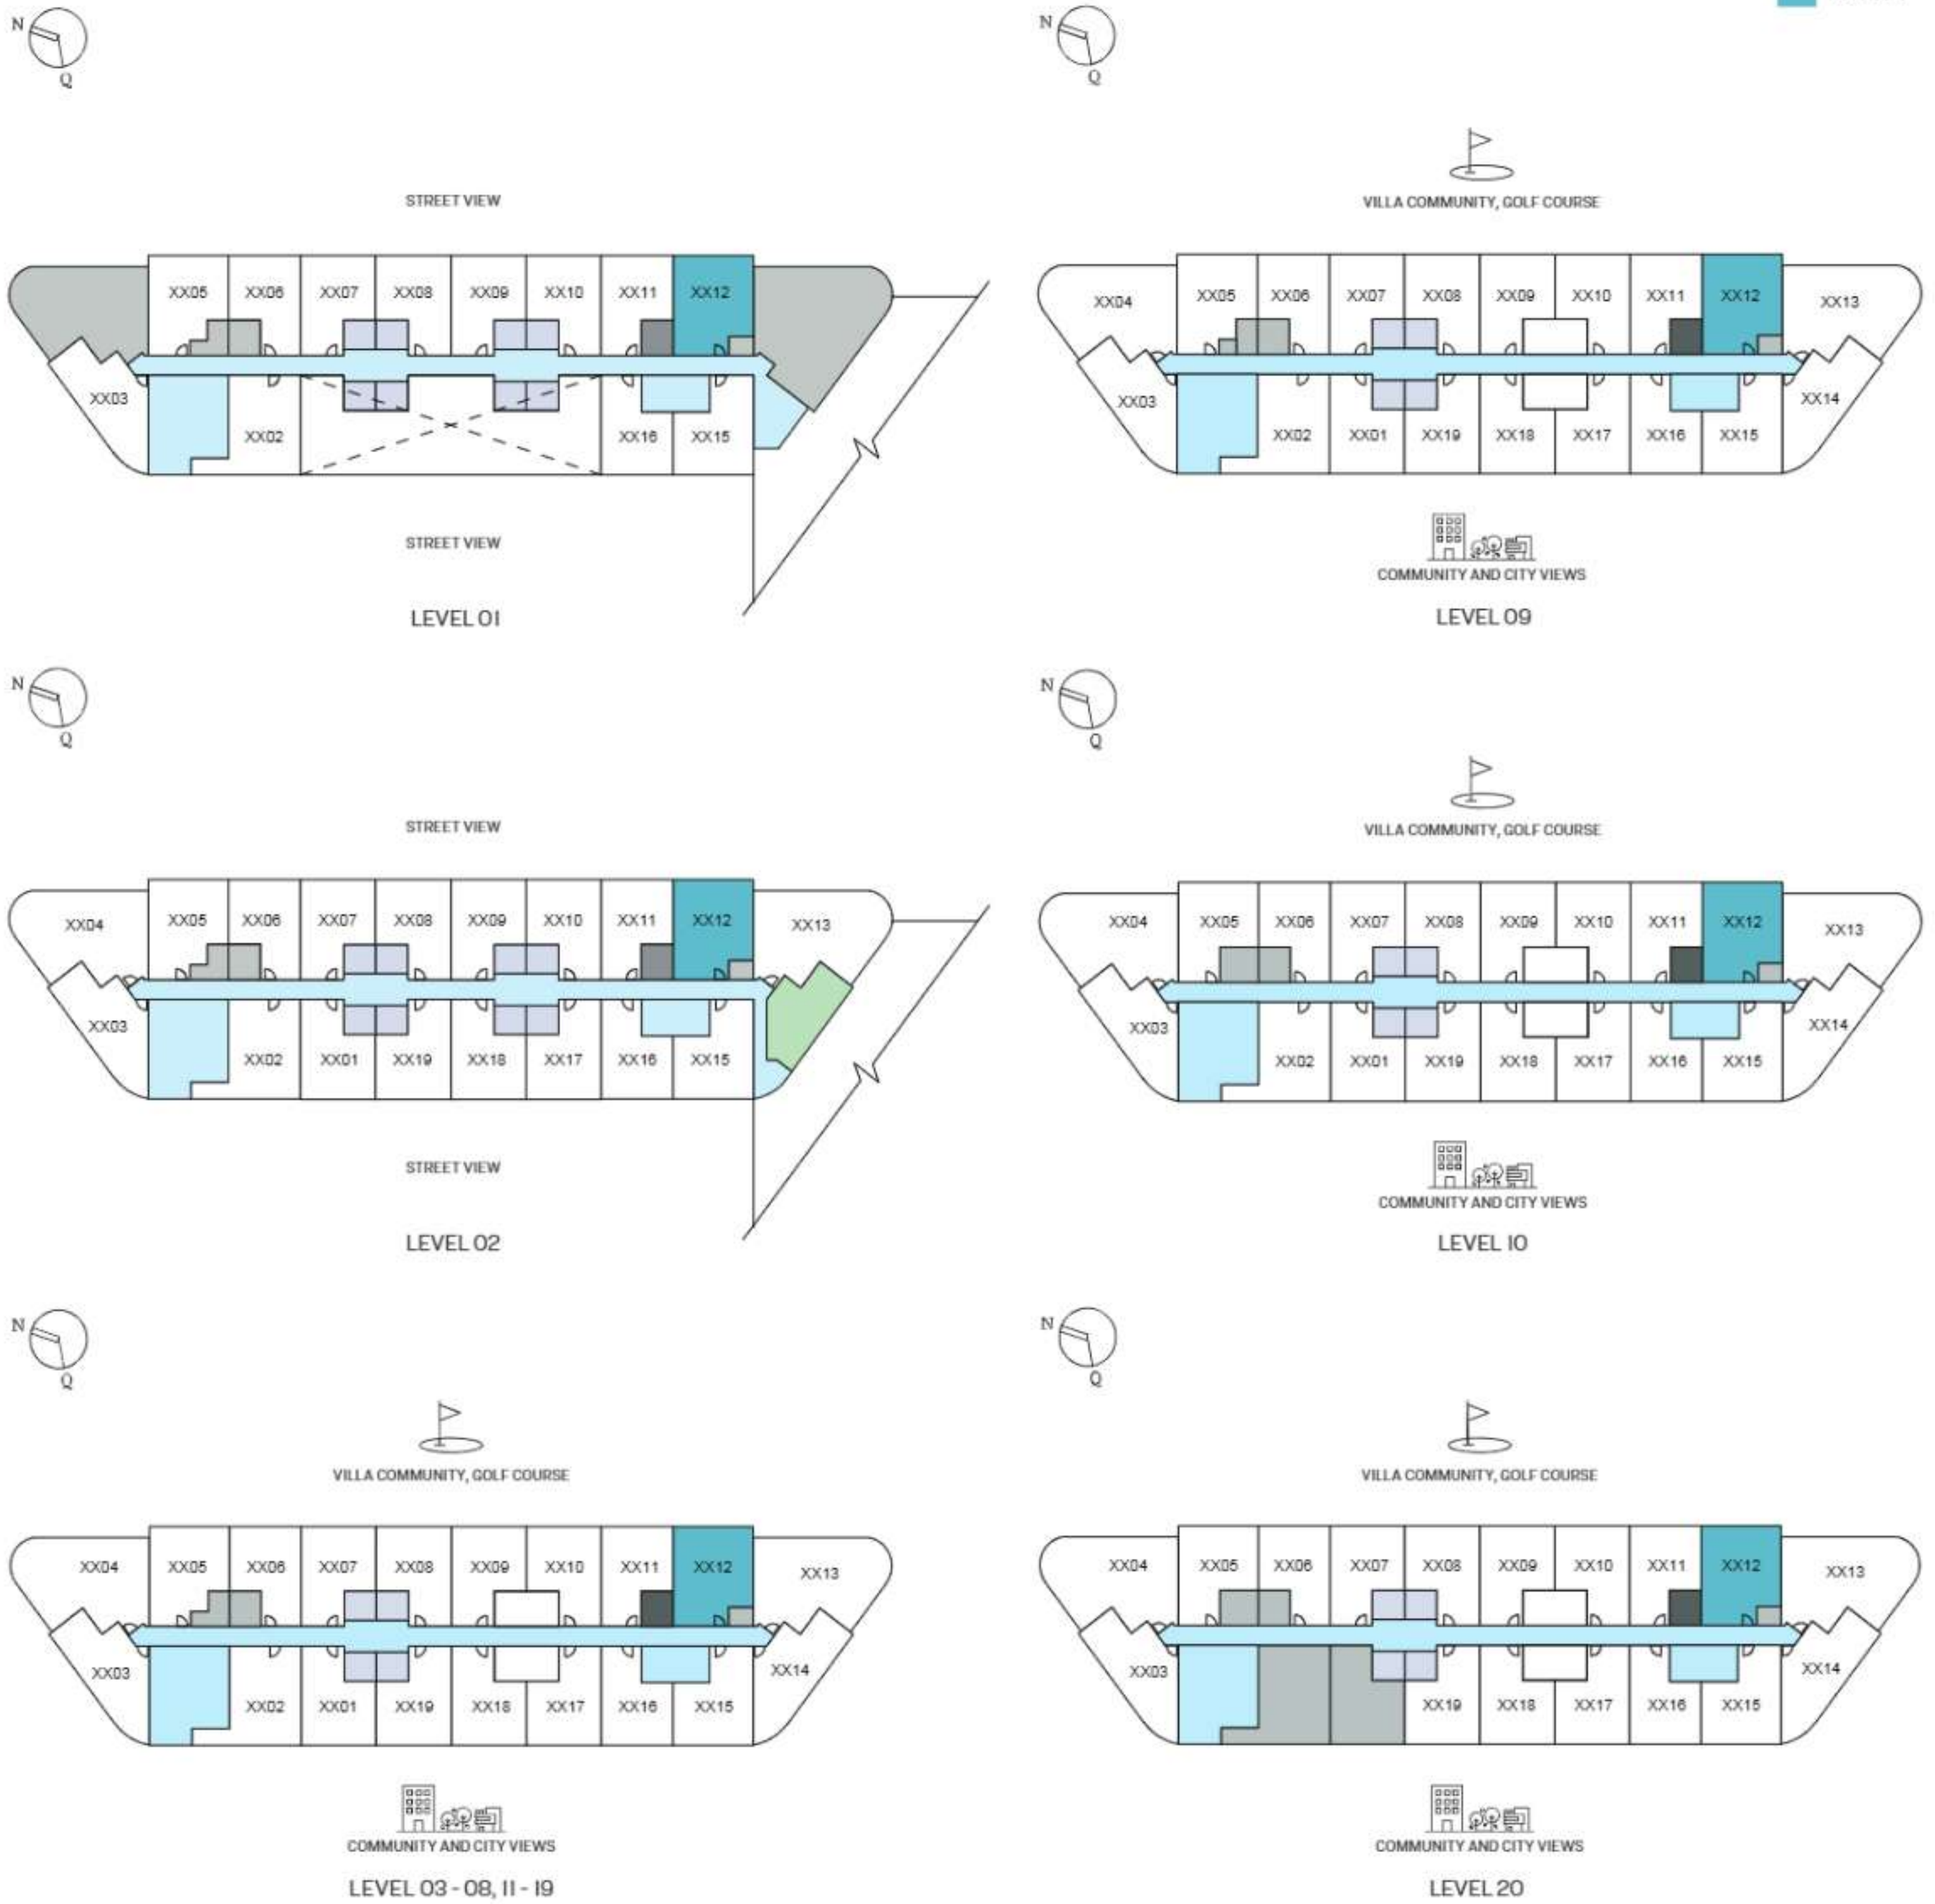 N
Q
STREET VIEW
XX05 XX06 XX07 XX08 XX09 XX10 XX11 XX12
XX03
XX02 XX16 XX15
STREET VIEW
LEVEL 01
N
Q
VILLA COMMUNITY, GOLF COURSE
XX04 XX05 XX06 XX07 XX08 XX09 XX10 XX11 XX12 XX13
XX03 XX14
XX02 XX01 XX19 XX18 XX17 XX16 XX15
COMMUNITY AND CITY VIEWS
LEVEL 09
N
Q
STREET VIEW
XX04 XX05 XX06 XX07 XX08 XX09 XX10 XX11 XX12 XX13
XX03
XX02 XX01 XX19 XX18 XX17 XX16 XX15
STREET VIEW
LEVEL 02
N
Q
VILLA COMMUNITY, GOLF COURSE
XX04 XX05 XX06 XX07 XX08 XX09 XX10 XX11 XX12 XX13
XX03 XX14
XX02 XX01 XX19 XX18 XX17 XX16 XX15
COMMUNITY AND CITY VIEWS
LEVEL 10
N
Q
VILLA COMMUNITY, GOLF COURSE
XX04 XX05 XX06 XX07 XX08 XX09 XX10 XX11 XX12 XX13
XX03 XX14
XX02 XX01 XX19 XX18 XX17 XX16 XX15
COMMUNITY AND CITY VIEWS
LEVEL 03 - 08, 11 - 19
N
Q
VILLA COMMUNITY, GOLF COURSE
XX04 XX05 XX06 XX07 XX08 XX09 XX10 XX11 XX12 XX13
XX03 XX14
XX19 XX18 XX17 XX16 XX15
COMMUNITY AND CITY VIEWS
LEVEL 20